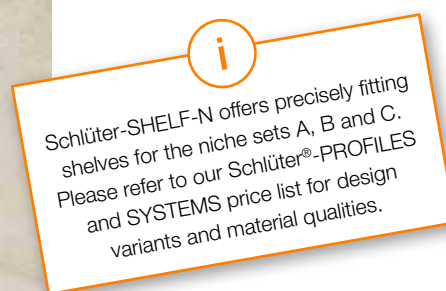 i
Schlüter-SHELF-N offers precisely fitting
shelves for the niche sets A, B and C.
Please refer to our Schlüter®-PROFILES
and SYSTEMS price list for design
variants and material qualities.